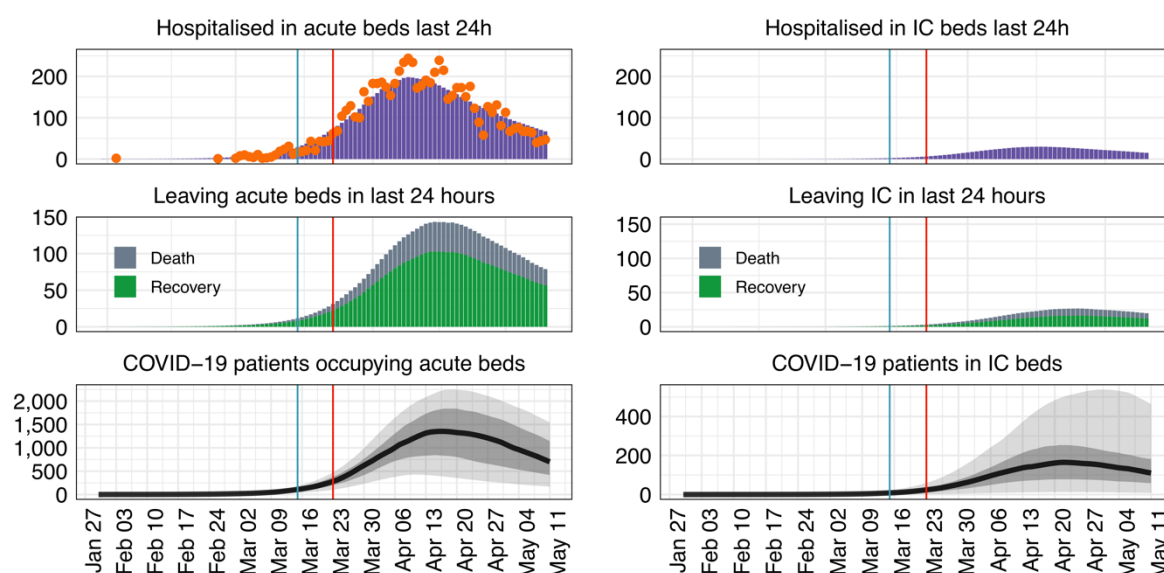 Hospitalised in acute beds last 24h
200
100
0
Hospitalised in IC beds last 24h
200
100
0
Leaving acute beds in last 24 hours
150
100
50
25
0
Death
Recovery
Leaving IC in last 24 hours
150
100
50
25
0
Death
Recovery
COVID−19 patients occupying acute beds
2,000
1,500
1,000
500
0
Jan 27
Feb 03
Feb 10
Feb 17
Feb 24
Mar 02
Mar 09
Mar 16
Mar 23
Mar 30
Apr 06
Apr 13
Apr 20
Apr 27
May 04
May 11
COVID−19 patients in IC beds
400
200
0
Jan 27
Feb 03
Feb 10
Feb 17
Feb 24
Mar 02
Mar 09
Mar 16
Mar 23
Mar 30
Apr 06
Apr 13
Apr 20
Apr 27
May 04
May 11